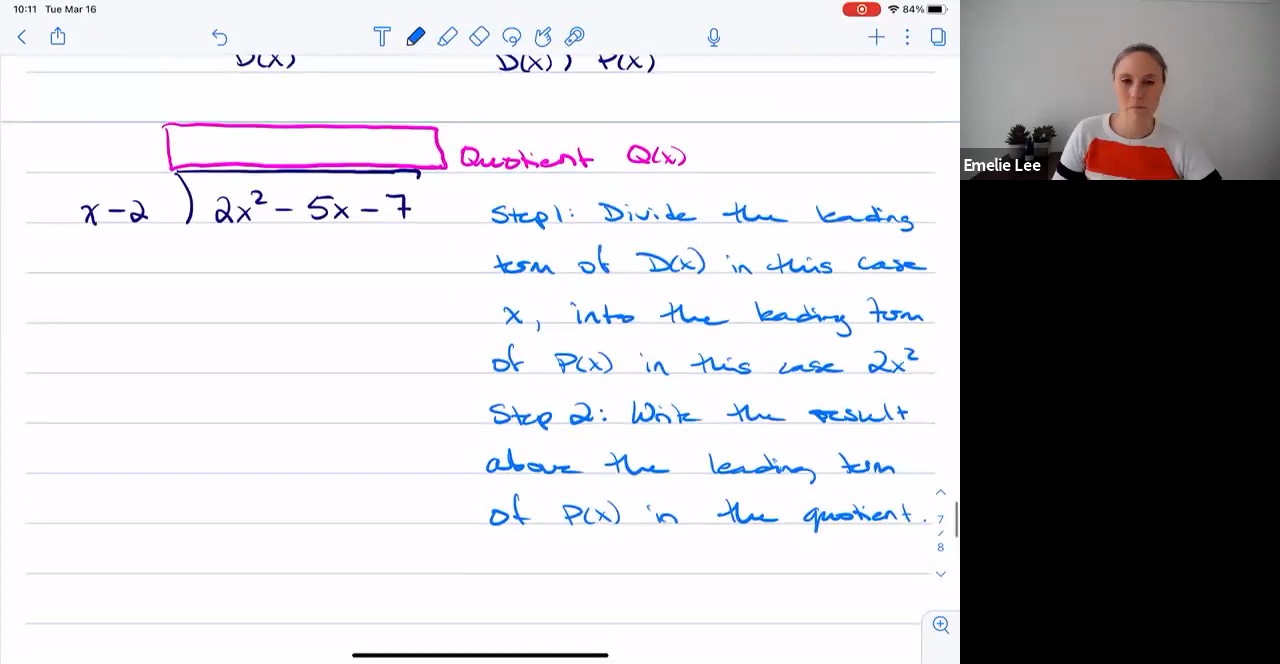 10:11 Tue Mar 16
84%
D(x)
D(x) ) P(x)
Quotient Q(x)
x - 2 ) 2x² - 5x - 7
Step 1: Divide the leading
term of D(x) in this case
x, into the leading term
of P(x) in this case 2x²
Step 2: Write the result
above the leading term
of P(x) in the quotient.
7
/
8
Emelie Lee